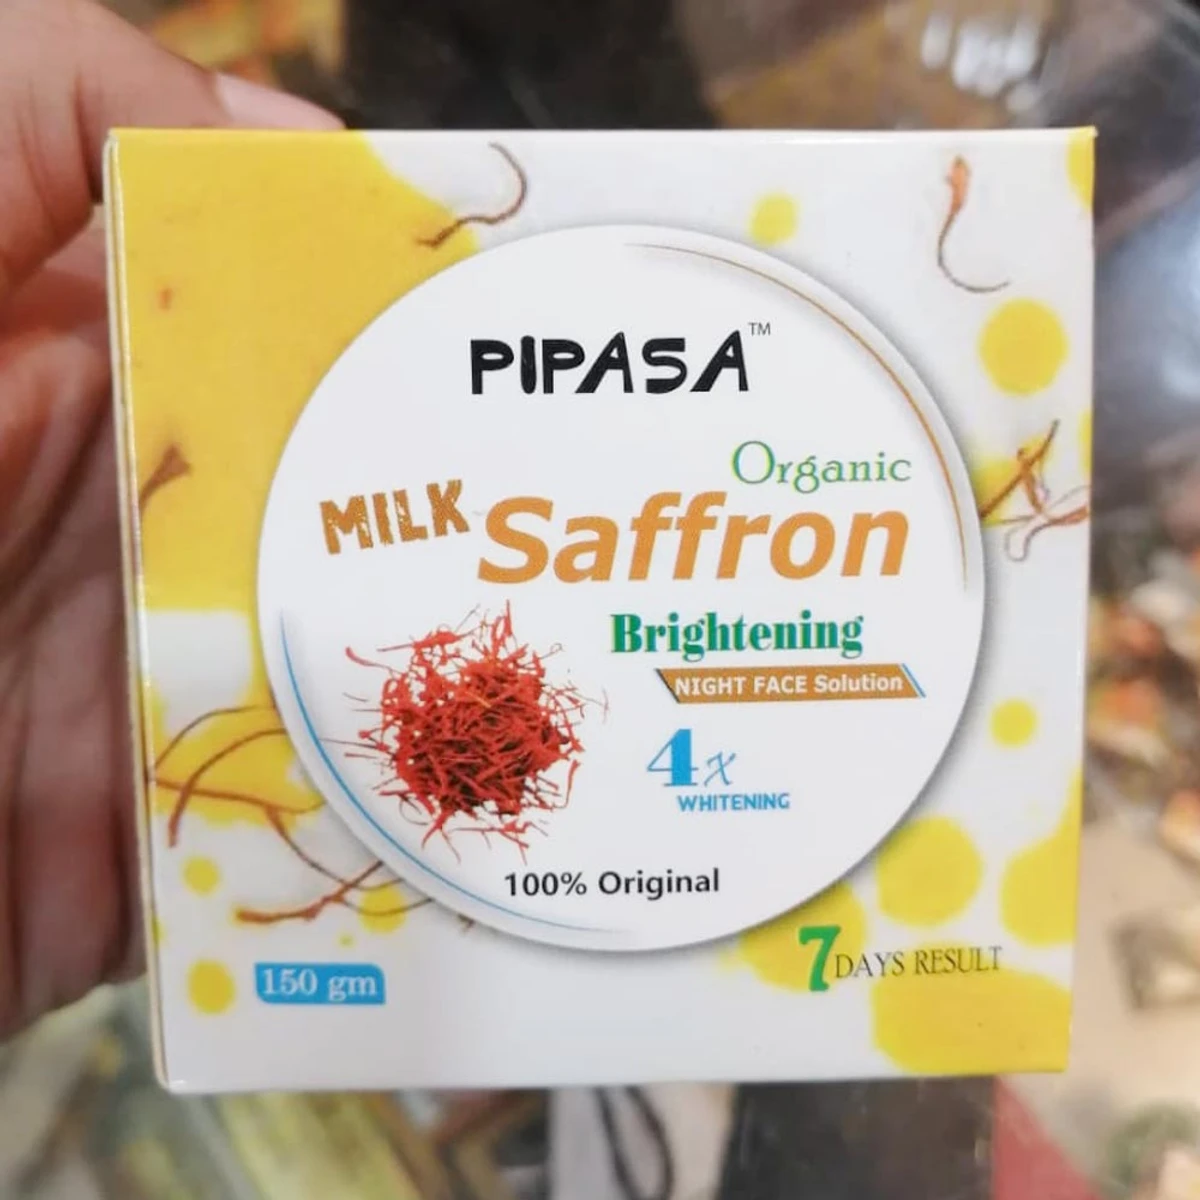 PIPASA™
Organic
MILK Saffron
Brightening
NIGHT FACE Solution
4x
WHITENING
100% Original
150 gm
7 DAYS RESULT